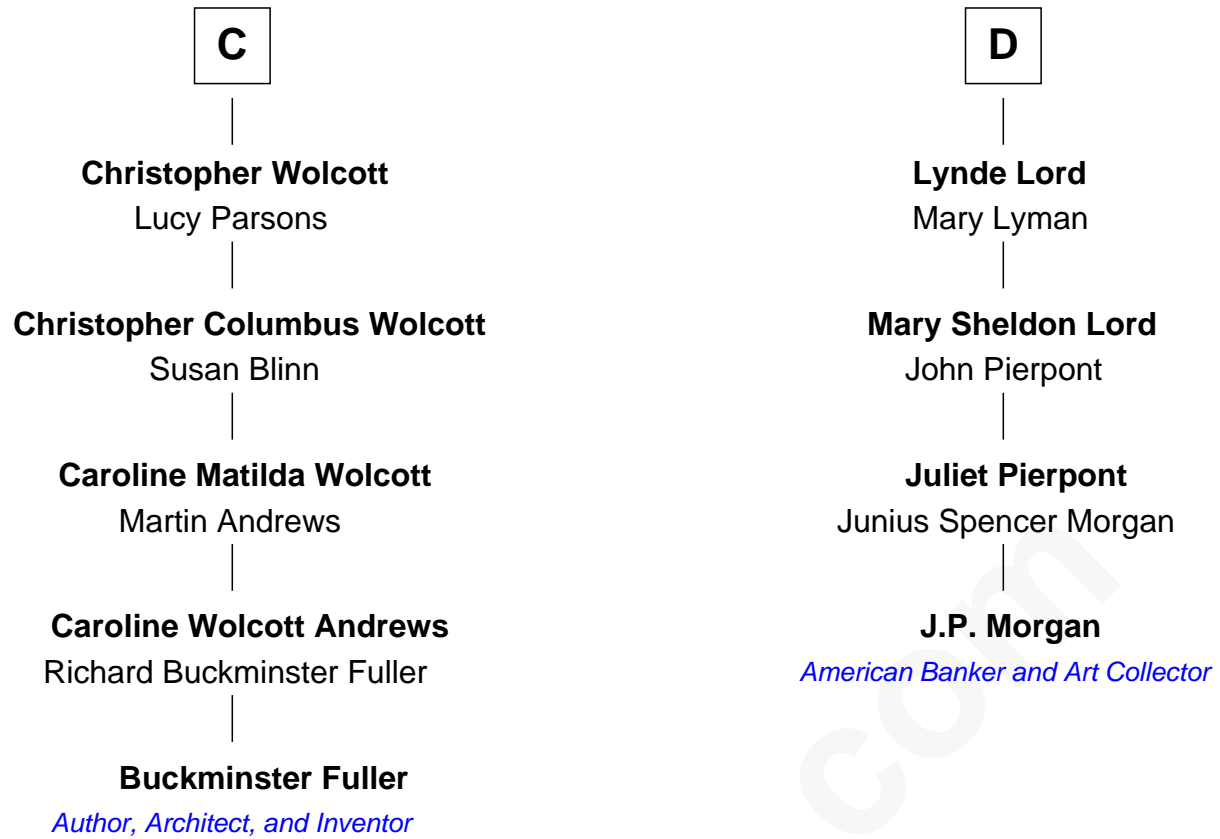 C
Christopher Wolcott
Lucy Parsons
Christopher Columbus Wolcott
Susan Blinn
Caroline Matilda Wolcott
Martin Andrews
Caroline Wolcott Andrews
Richard Buckminster Fuller
Buckminster Fuller
Author, Architect, and Inventor
D
Lynde Lord
Mary Lyman
Mary Sheldon Lord
John Pierpont
Juliet Pierpont
Junius Spencer Morgan
J.P. Morgan
American Banker and Art Collector
com